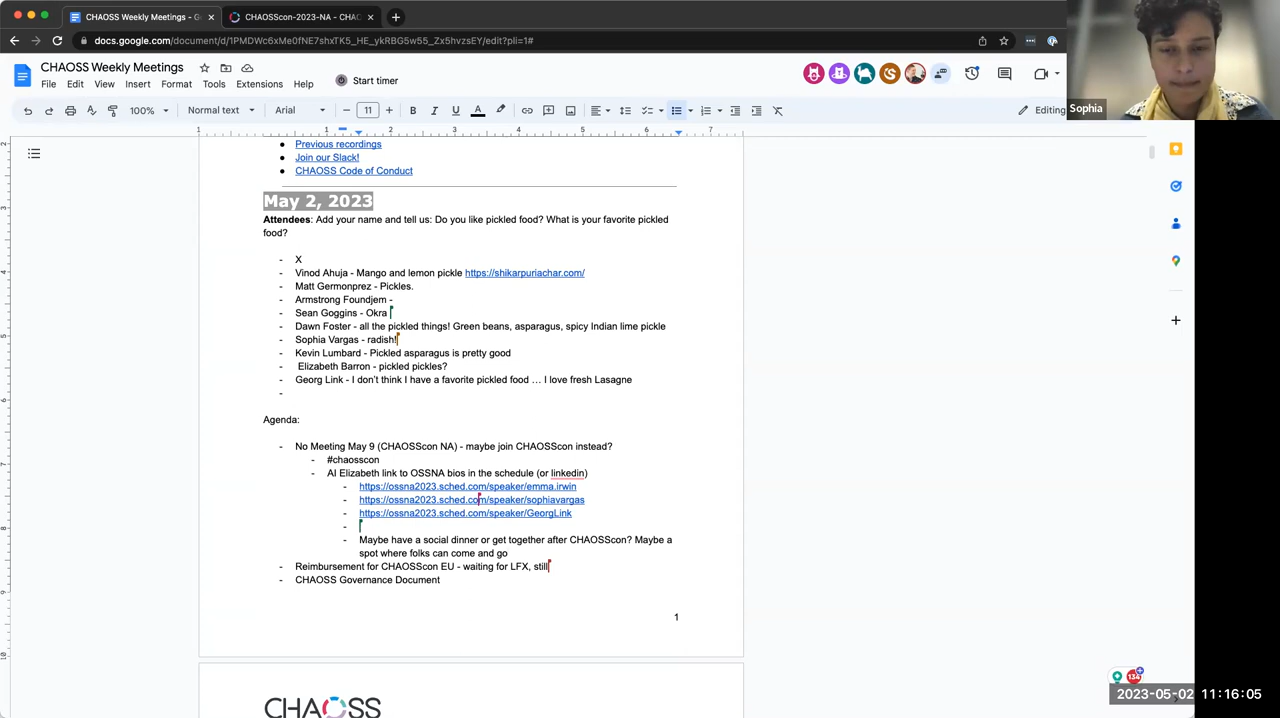 CHAOSS Weekly Meetings - G
CHAOSScon-2023-NA - CHAO
docs.google.com/document/d/1PMDWc6xMe0fNE7shxTK5_HE_ykRBG5w55_Zx5hvzsEY/edit?pli=1#
CHAOSS Weekly Meetings
File Edit View Insert Format Tools Extensions Help
Start timer
100% Normal text Arial 11 Editing
Sophia
1 1 2 3 4 5 6 7
Previous recordings
Join our Slack!
CHAOSS Code of Conduct
May 2, 2023
Attendees: Add your name and tell us: Do you like pickled food? What is your favorite pickled
food?
- X
- Vinod Ahuja - Mango and lemon pickle https://shikarpuriachar.com/
- Matt Germonprez - Pickles.
- Armstrong Foundjem -
- Sean Goggins - Okra
- Dawn Foster - all the pickled things! Green beans, asparagus, spicy Indian lime pickle
- Sophia Vargas - radish!
- Kevin Lumbard - Pickled asparagus is pretty good
- Elizabeth Barron - pickled pickles?
- Georg Link - I don't think I have a favorite pickled food … I love fresh Lasagne
-
Agenda:
- No Meeting May 9 (CHAOSScon NA) - maybe join CHAOSScon instead?
- #chaosscon
- AI Elizabeth link to OSSNA bios in the schedule (or linkedin)
- https://ossna2023.sched.com/speaker/emma.irwin
- https://ossna2023.sched.com/speaker/sophiavargas
- https://ossna2023.sched.com/speaker/GeorgLink
-
- Maybe have a social dinner or get together after CHAOSScon? Maybe a
spot where folks can come and go
- Reimbursement for CHAOSScon EU - waiting for LFX, still
- CHAOSS Governance Document
1
CHAOSS
134
2023-05-02 11:16:05